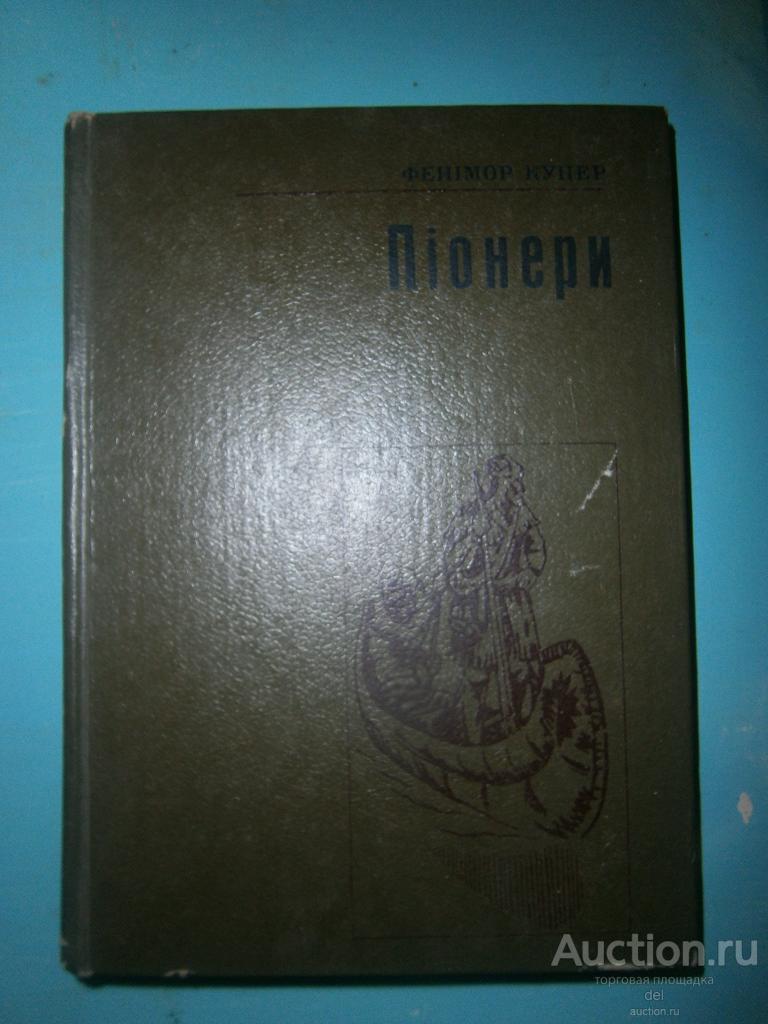 ФЕНІМОР КУПЕР
Піонери
Auction.ru
торговая площадка
del
auction.ru